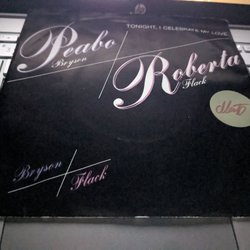 TONIGHT, I CELEBRATE MY LOVE
Peabo
Bryson
Roberta
Flack
Bryson
Flack